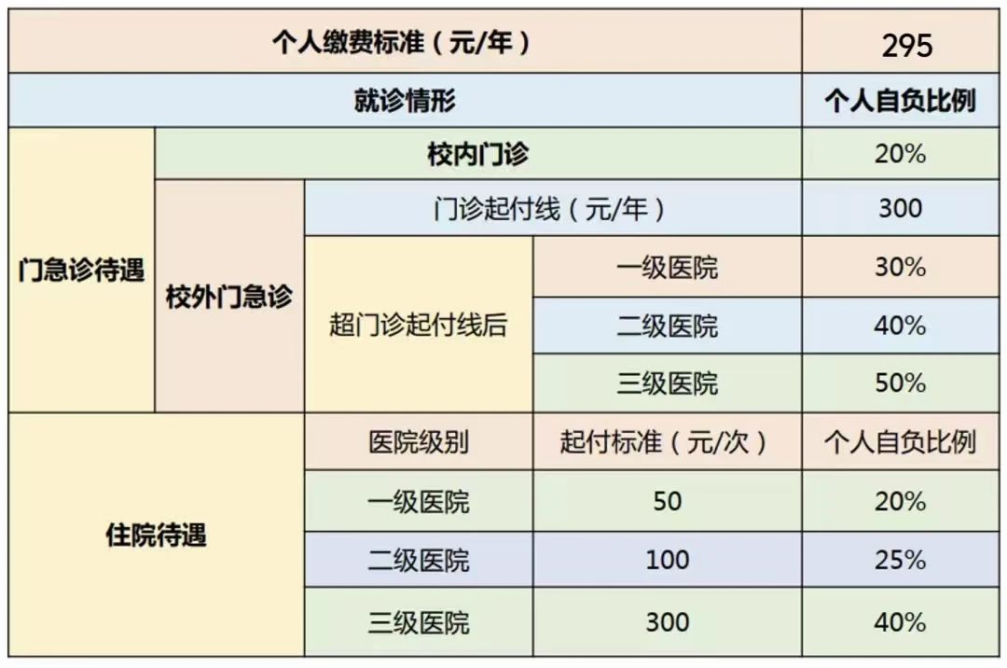 个人缴费标准（元/年）
295
就诊情形
个人自负比例
门急诊待遇
校内门诊
20%
校外门急诊
门诊起付线（元/年）
300
超门诊起付线后
一级医院
30%
二级医院
40%
三级医院
50%
住院待遇
医院级别
起付标准（元/次）
个人自负比例
一级医院
50
20%
二级医院
100
25%
三级医院
300
40%